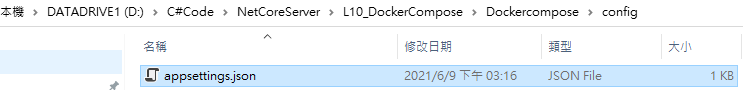 本機 > DATADRIVE1 (D:) > C#Code > NetCoreServer > L10_DockerCompose > Dockercompose > config
名稱 修改日期 類型 大小
appsettings.json 2021/6/9 下午 03:16 JSON File 1 KB